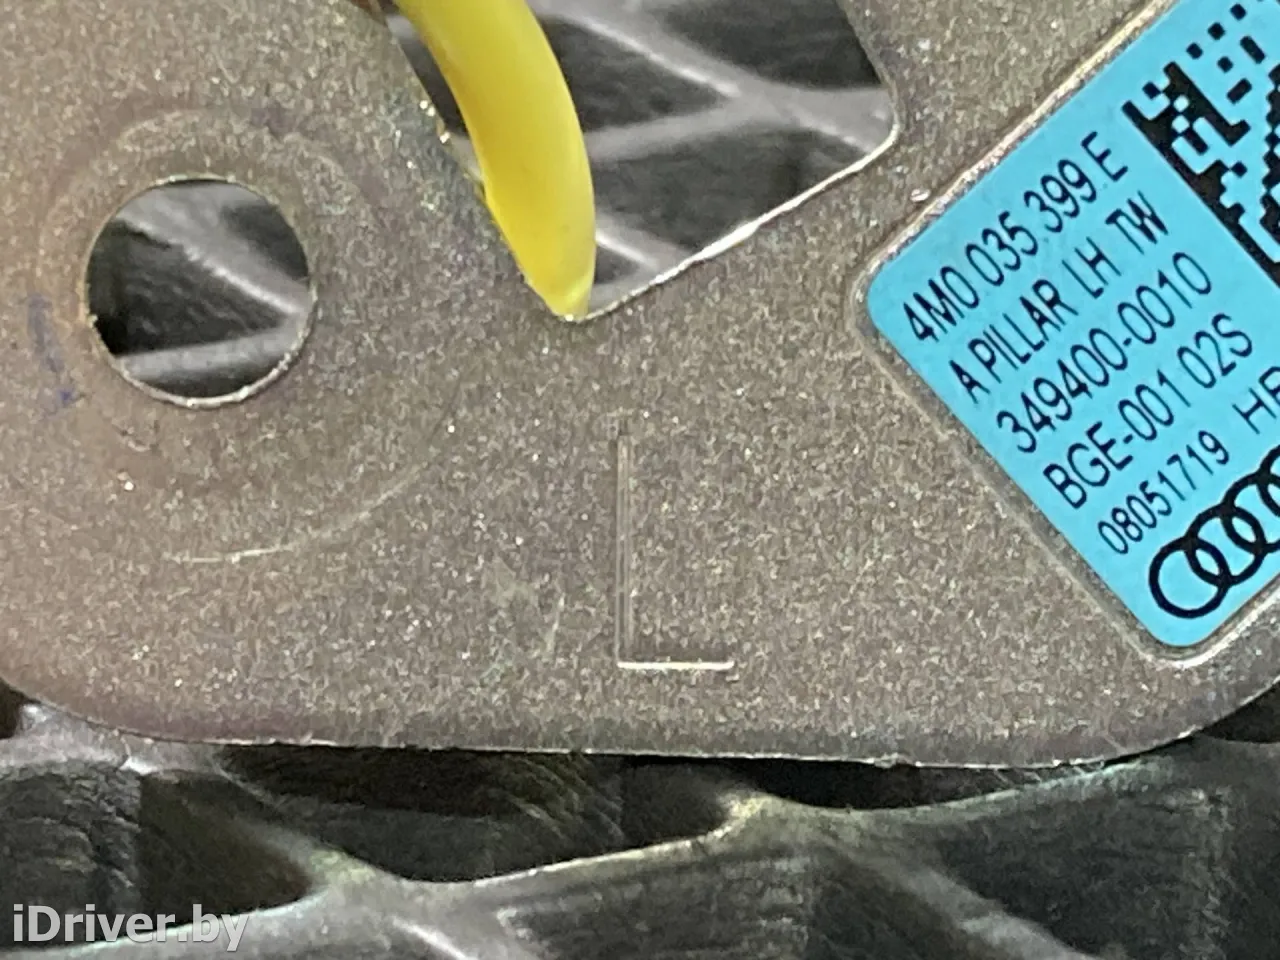 4M0.035.399.E
A PILLAR LH TW
349400-0010
BGE-001 02S
08051719
L
iDriver.by